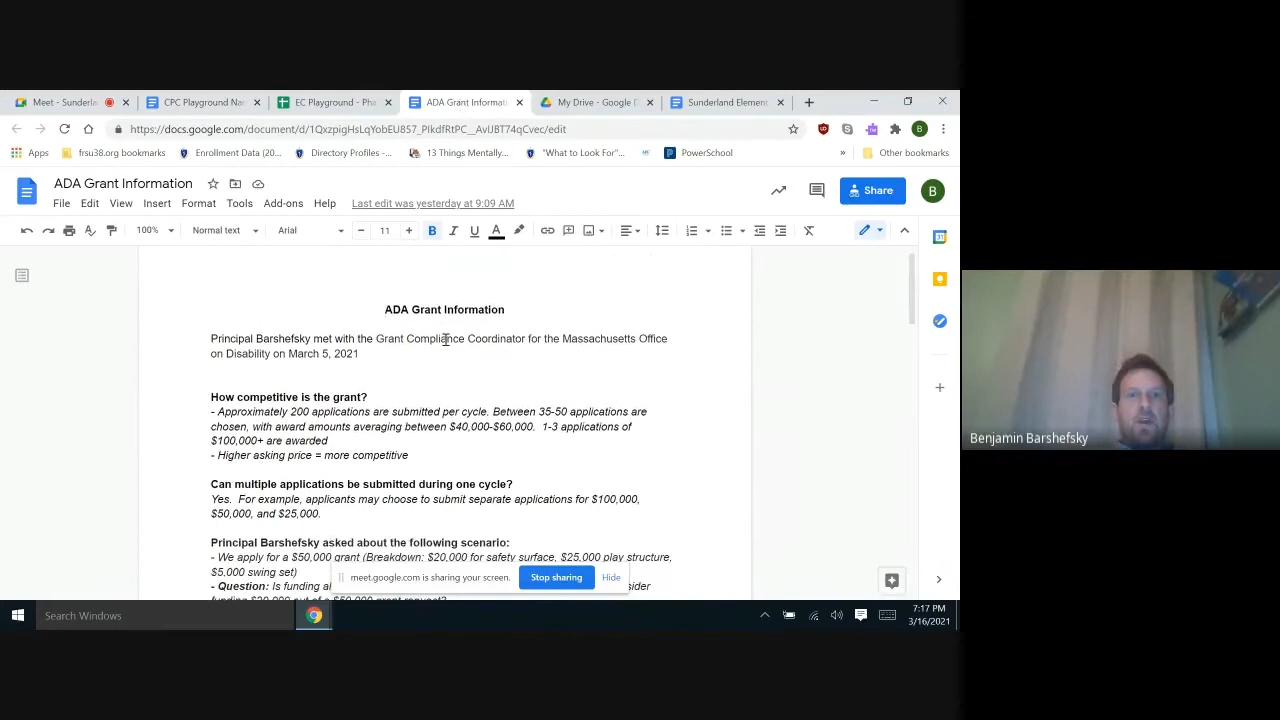 Meet - Sunderla
CPC Playground Nar
EC Playground - Pha
ADA Grant Informati
My Drive - Google D
Sunderland Element
https://docs.google.com/document/d/1QxzpigHsLqYobEU857_PIkdfRtPC__AvUBT74qCvec/edit
B
Apps
frsu38.org bookmarks
Enrollment Data (20...
Directory Profiles -...
13 Things Mentally...
"What to Look For"...
PowerSchool
»
Other bookmarks
ADA Grant Information
Share
B
File Edit View Insert Format Tools Add-ons Help Last edit was yesterday at 9:09 AM
100% Normal text Arial 11 B I U A
ADA Grant Information
Principal Barshefsky met with the Grant Compliance Coordinator for the Massachusetts Office
on Disability on March 5, 2021
How competitive is the grant?
- Approximately 200 applications are submitted per cycle. Between 35-50 applications are
chosen, with award amounts averaging between $40,000-$60,000. 1-3 applications of
$100,000+ are awarded
- Higher asking price = more competitive
Can multiple applications be submitted during one cycle?
Yes. For example, applicants may choose to submit separate applications for $100,000,
$50,000, and $25,000.
Principal Barshefsky asked about the following scenario:
- We apply for a $50,000 grant (Breakdown: $20,000 for safety surface, $25,000 play structure,
$5,000 swing set)
- Question: Is funding
meet.google.com is sharing your screen. Stop sharing Hide
Benjamin Barshefsky
Search Windows
7:17 PM
3/16/2021